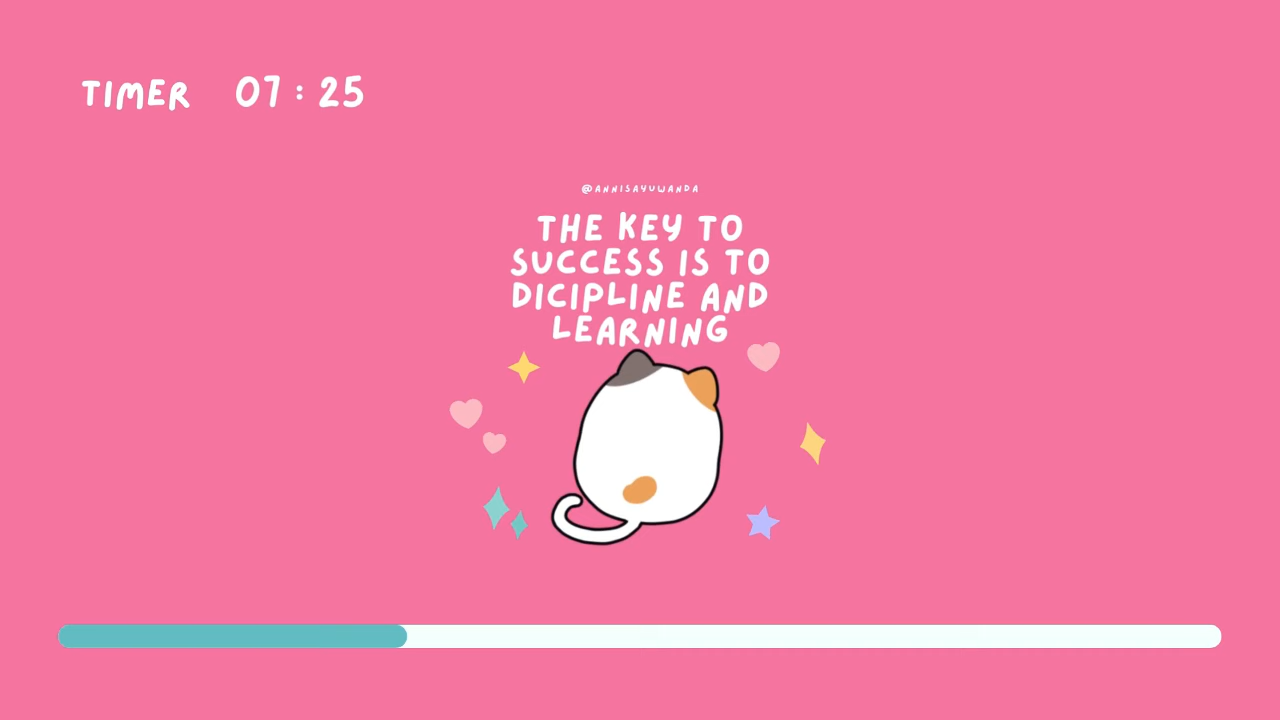 TIMER 07 : 25
@ANNISAYUWANDA
THE KEY TO
SUCCESS IS TO
DICIPLINE AND
LEARNING